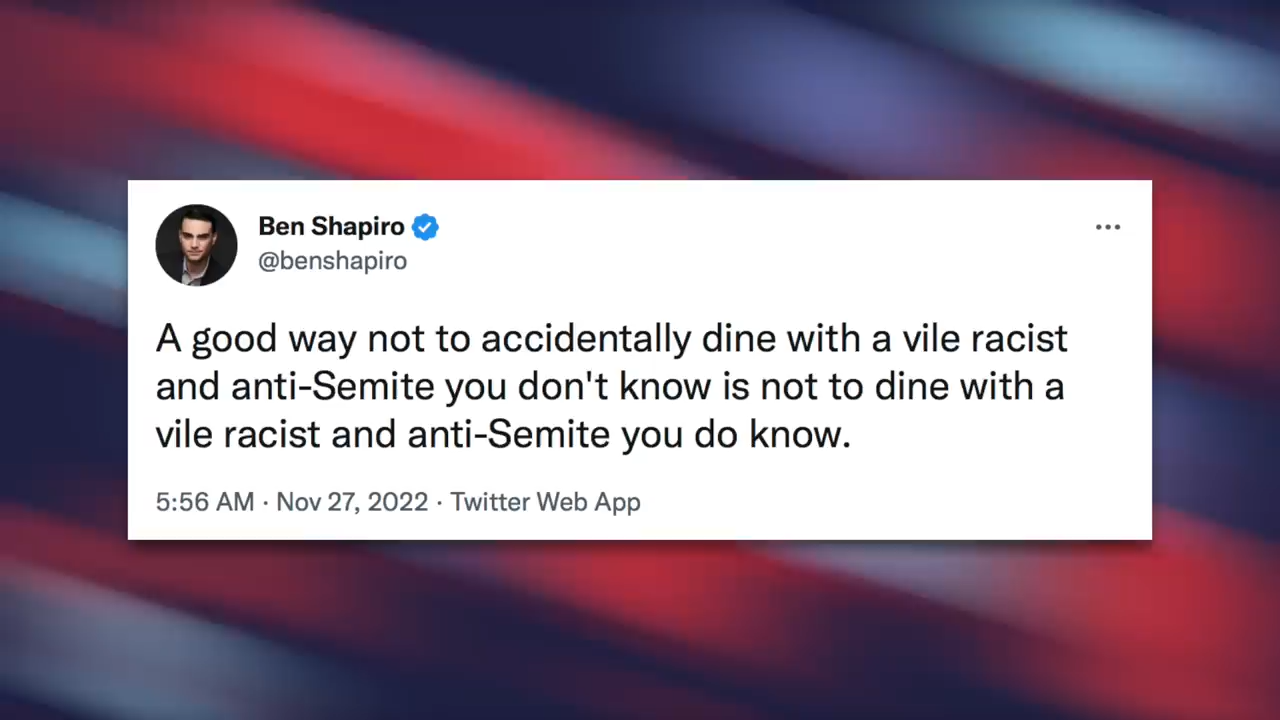 Ben Shapiro
@benshapiro
A good way not to accidentally dine with a vile racist
and anti-Semite you don't know is not to dine with a
vile racist and anti-Semite you do know.
5:56 AM · Nov 27, 2022 · Twitter Web App